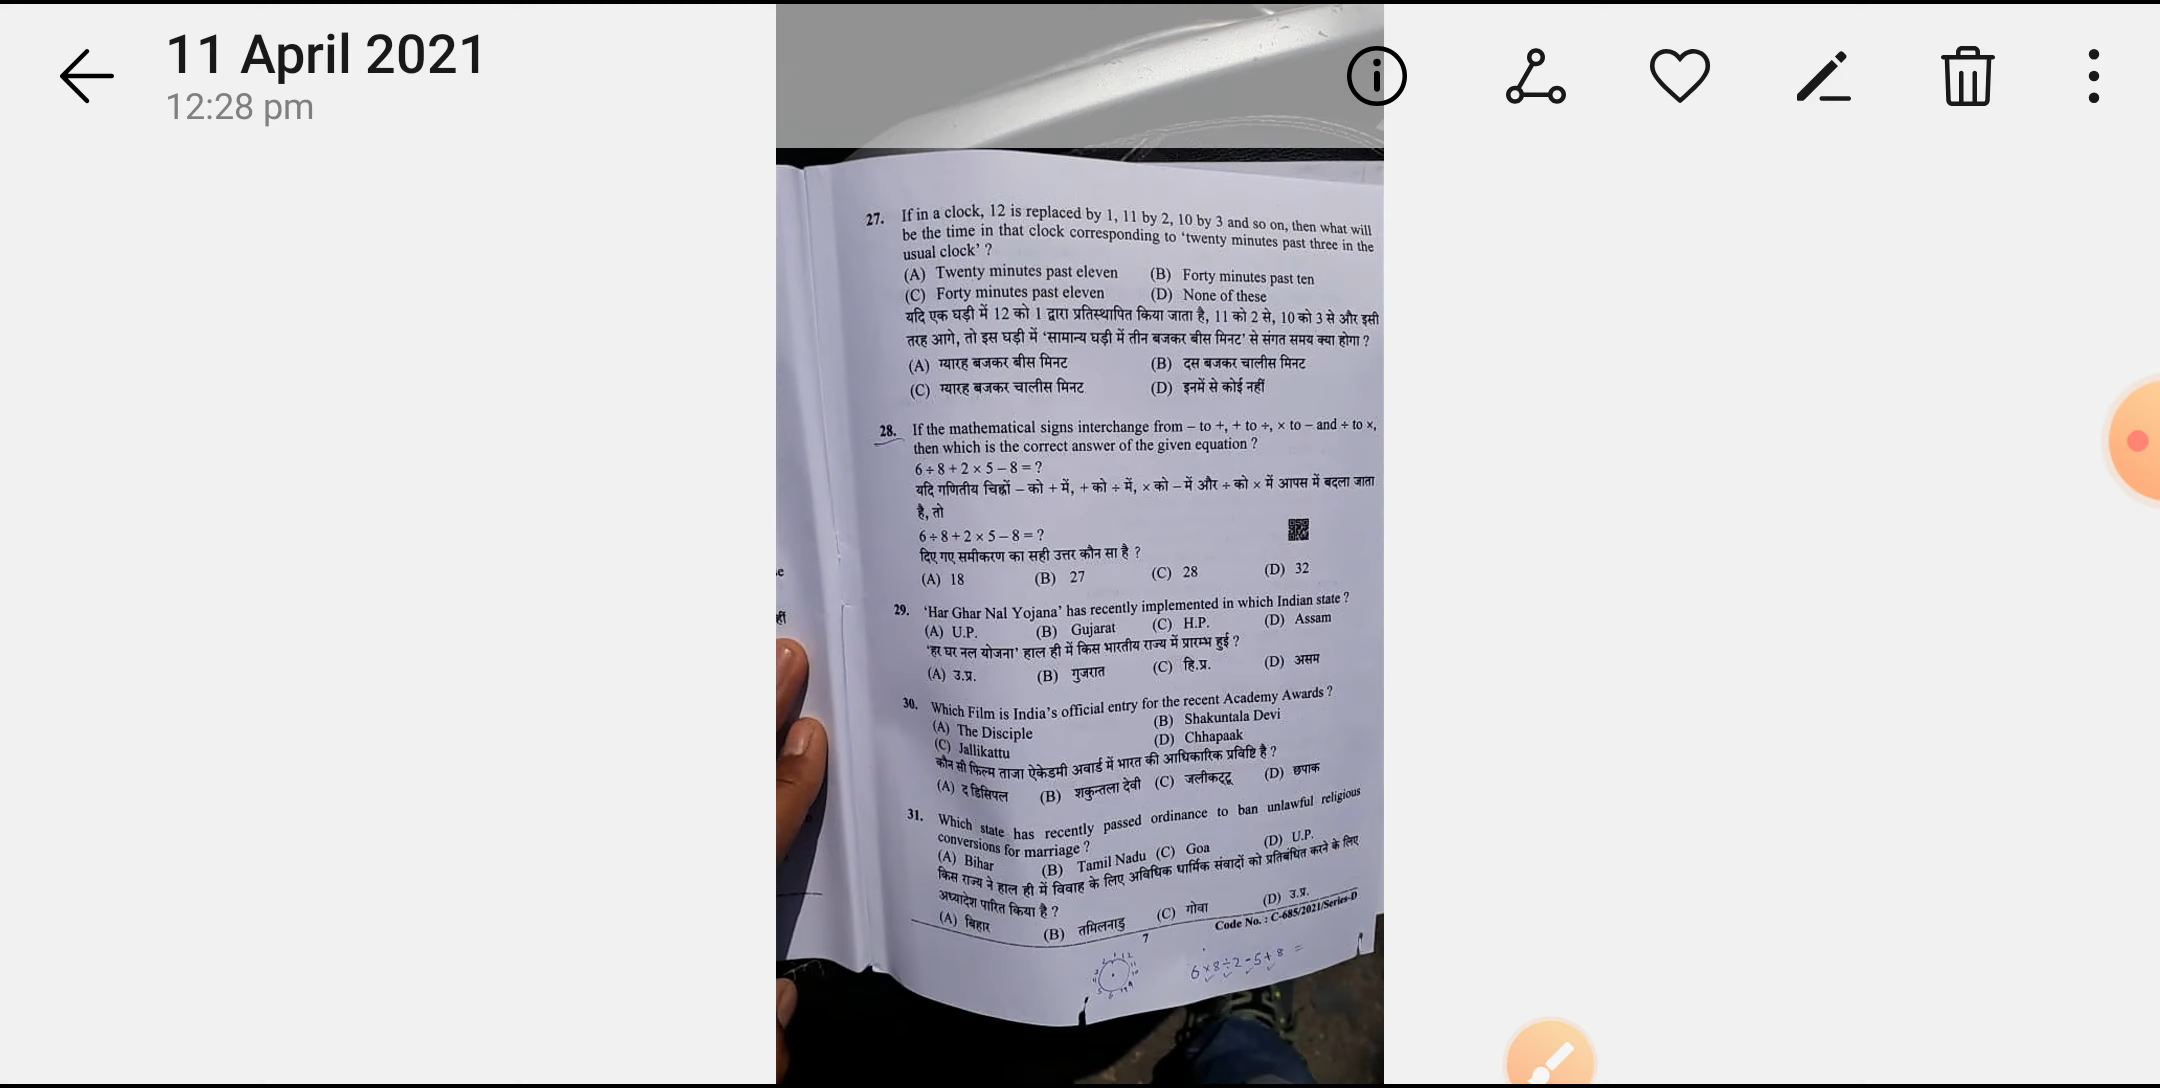 11 April 2021
12:28 pm
27. If in a clock, 12 is replaced by 1, 11 by 2, 10 by 3 and so on, then what will
be the time in that clock corresponding to ‘twenty minutes past three in the
usual clock’ ?
(A) Twenty minutes past eleven (B) Forty minutes past ten
(C) Forty minutes past eleven (D) None of these
यदि एक घड़ी में 12 को 1 द्वारा प्रतिस्थापित किया जाता है, 11 को 2 से, 10 को 3 से और इसी
तरह आगे, तो इस घड़ी में ‘सामान्य घड़ी में तीन बजकर बीस मिनट’ से संगत समय क्या होगा ?
(A) ग्यारह बजकर बीस मिनट (B) दस बजकर चालीस मिनट
(C) ग्यारह बजकर चालीस मिनट (D) इनमें से कोई नहीं
28. If the mathematical signs interchange from – to +, + to ÷, × to – and ÷ to ×,
then which is the correct answer of the given equation ?
6 ÷ 8 + 2 × 5 – 8 = ?
यदि गणितीय चिह्नों – को + में, + को ÷ में, × को – में और ÷ को × में आपस में बदला जाता
है, तो
6 ÷ 8 + 2 × 5 – 8 = ?
दिए गए समीकरण का सही उत्तर कौन सा है ?
(A) 18 (B) 27 (C) 28 (D) 32
29. ‘Har Ghar Nal Yojana’ has recently implemented in which Indian state ?
(A) U.P. (B) Gujarat (C) H.P. (D) Assam
‘हर घर नल योजना’ हाल ही में किस भारतीय राज्य में प्रारम्भ हुई ?
(A) उ.प्र. (B) गुजरात (C) हि.प्र. (D) असम
30. Which Film is India’s official entry for the recent Academy Awards ?
(A) The Disciple (B) Shakuntala Devi
(C) Jallikattu (D) Chhapaak
कौन सी फिल्म ताजा ऐकेडमी अवार्ड में भारत की आधिकारिक प्रविष्टि है ?
(A) द डिसिपल (B) शकुन्तला देवी (C) जलीकट्टू (D) छपाक
31. Which state has recently passed ordinance to ban unlawful religious
conversions for marriage ?
(A) Bihar (B) Tamil Nadu (C) Goa (D) U.P.
किस राज्य ने हाल ही में विवाह के लिए अविधिक धार्मिक संवादों को प्रतिबंधित करने के लिए
अध्यादेश पारित किया है ?
(A) बिहार (B) तमिलनाडु (C) गोवा (D) उ.प्र.
7 Code No. : C-685/2021/Series-D
6×8÷2-5+8 =